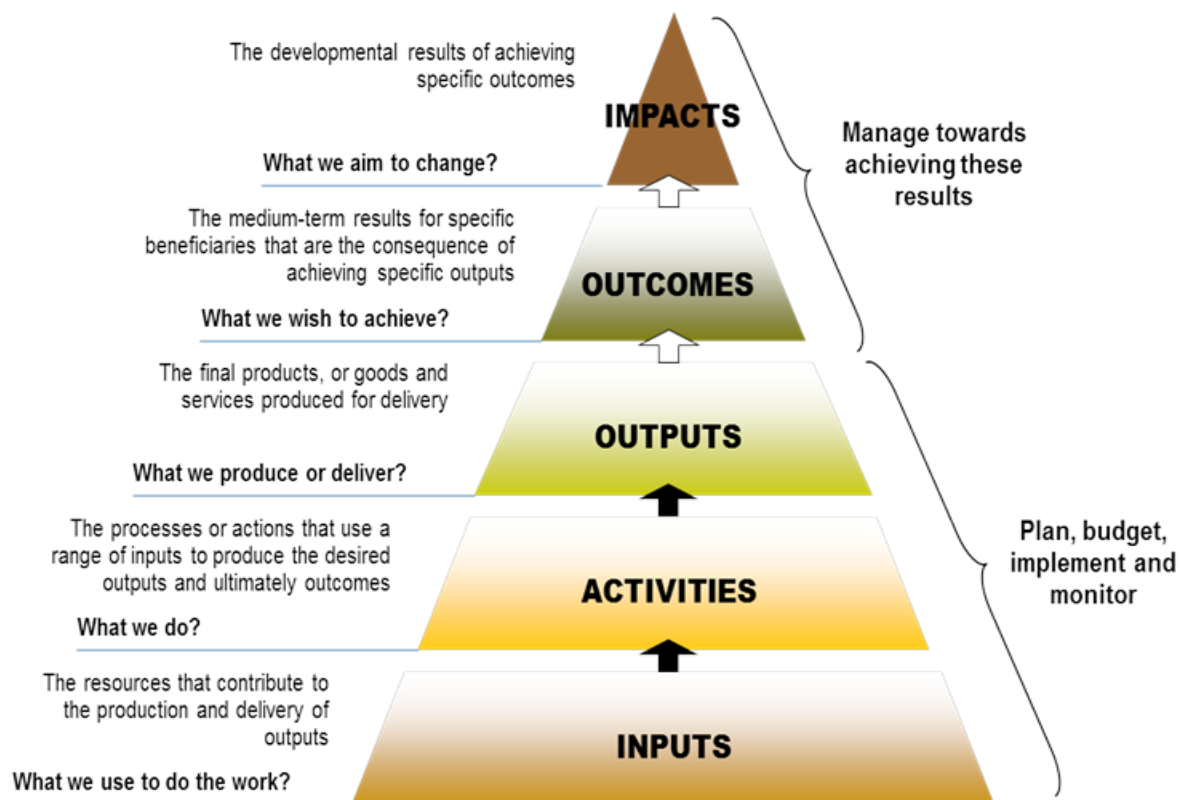 The developmental results of achieving
specific outcomes
IMPACTS
What we aim to change?
Manage towards
achieving these
results
The medium-term results for specific
beneficiaries that are the consequence of
achieving specific outputs
OUTCOMES
What we wish to achieve?
The final products, or goods and
services produced for delivery
OUTPUTS
What we produce or deliver?
The processes or actions that use a
range of inputs to produce the desired
outputs and ultimately outcomes
ACTIVITIES
What we do?
Plan, budget,
implement and
monitor
The resources that contribute to
the production and delivery of
outputs
INPUTS
What we use to do the work?